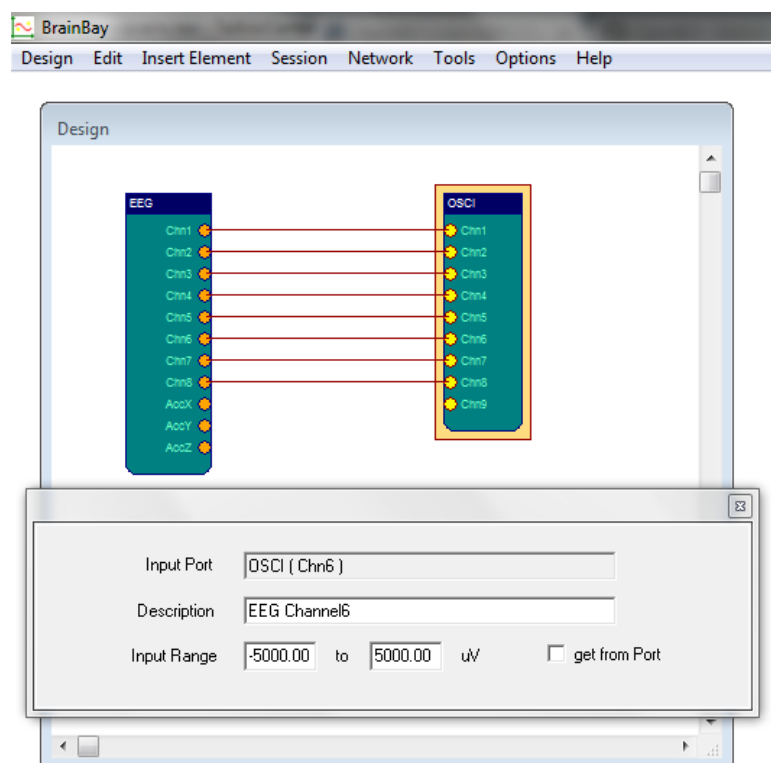 BrainBay
Design Edit Insert Element Session Network Tools Options Help
Design
EEG
Chn1
Chn2
Chn3
Chn4
Chn5
Chn6
Chn7
Chn8
AccX
AccY
AccZ
OSCI
Chn1
Chn2
Chn3
Chn4
Chn5
Chn6
Chn7
Chn8
Chn9
Input Port OSCI ( Chn6 )
Description EEG Channel6
Input Range -5000.00 to 5000.00 uV get from Port